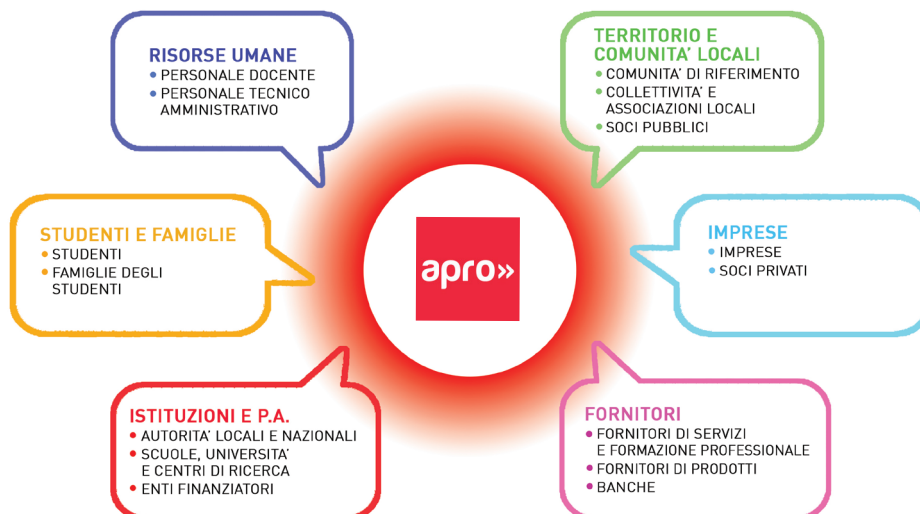 RISORSE UMANE
• PERSONALE DOCENTE
• PERSONALE TECNICO
AMMINISTRATIVO
TERRITORIO E
COMUNITA' LOCALI
• COMUNITA' DI RIFERIMENTO
• COLLETTIVITA' E
ASSOCIAZIONI LOCALI
• SOCI PUBBLICI
STUDENTI E FAMIGLIE
• STUDENTI
• FAMIGLIE DEGLI
STUDENTI
apro»
IMPRESE
• IMPRESE
• SOCI PRIVATI
ISTITUZIONI E P.A.
• AUTORITA' LOCALI E NAZIONALI
• SCUOLE, UNIVERSITA'
E CENTRI DI RICERCA
• ENTI FINANZIATORI
FORNITORI
• FORNITORI DI SERVIZI
E FORMAZIONE PROFESSIONALE
• FORNITORI DI PRODOTTI
• BANCHE